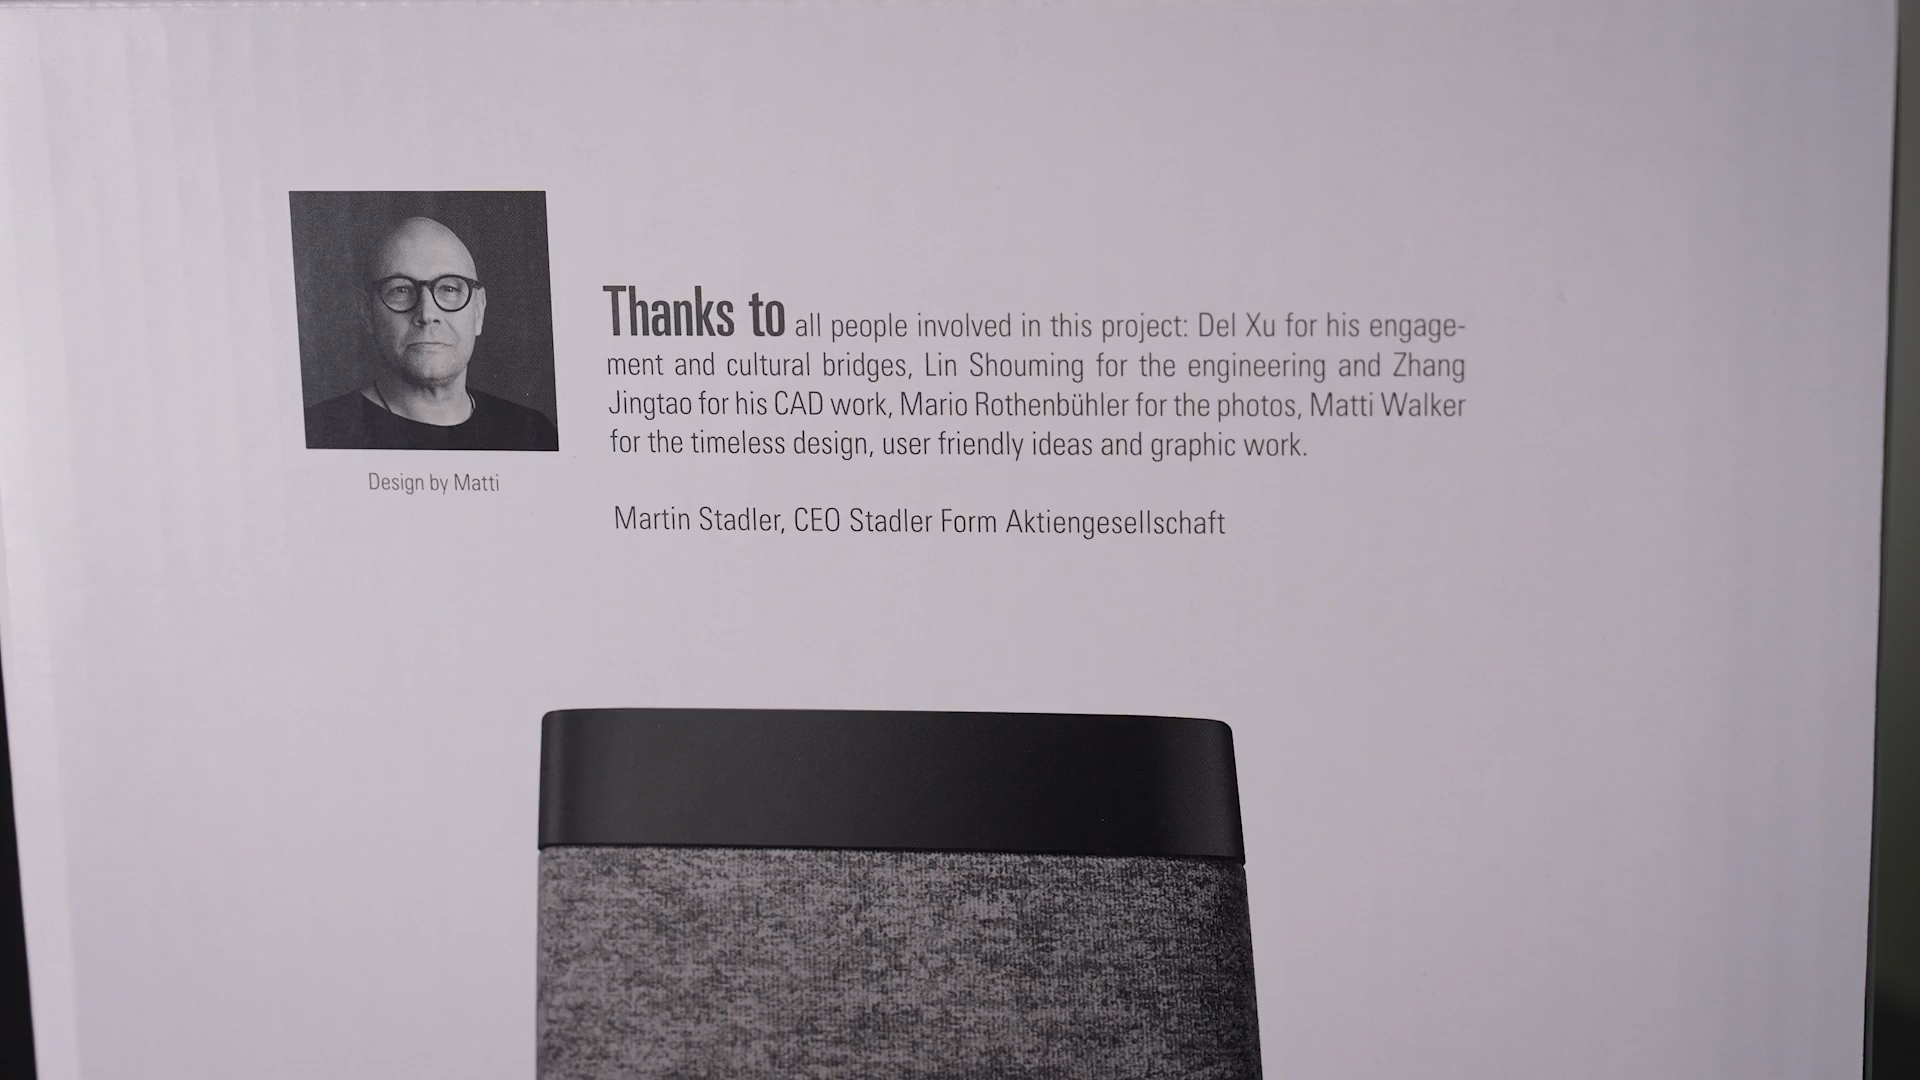 Thanks to all people involved in this project: Del Xu for his engage-
ment and cultural bridges, Lin Shouming for the engineering and Zhang
Jingtao for his CAD work, Mario Rothenbühler for the photos, Matti Walker
for the timeless design, user friendly ideas and graphic work.
Design by Matti
Martin Stadler, CEO Stadler Form Aktiengesellschaft